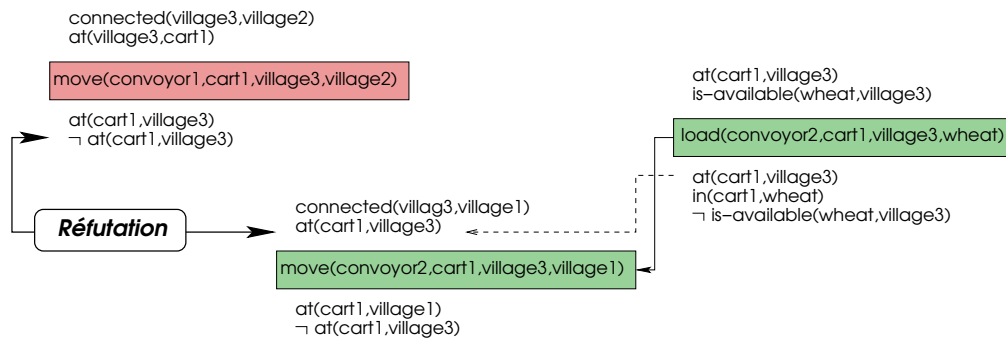 connected(village3,village2)
at(village3,cart1)
move(convoyor1,cart1,village3,village2)
at(cart1,village3)
¬ at(cart1,village3)
at(cart1,village3)
is–available(wheat,village3)
load(convoyor2,cart1,village3,wheat)
at(cart1,village3)
in(cart1,wheat)
¬ is–available(wheat,village3)
Réfutation
connected(villag3,village1)
at(cart1,village3)
move(convoyor2,cart1,village3,village1)
at(cart1,village1)
¬ at(cart1,village3)